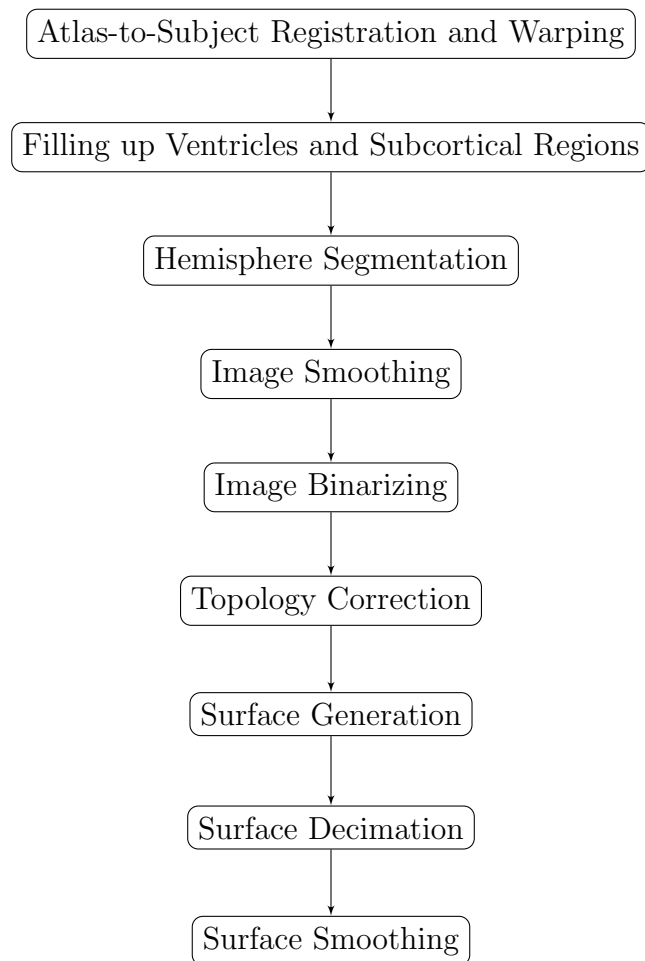 Atlas-to-Subject Registration and Warping
Filling up Ventricles and Subcortical Regions
Hemisphere Segmentation
Image Smoothing
Image Binarizing
Topology Correction
Surface Generation
Surface Decimation
Surface Smoothing